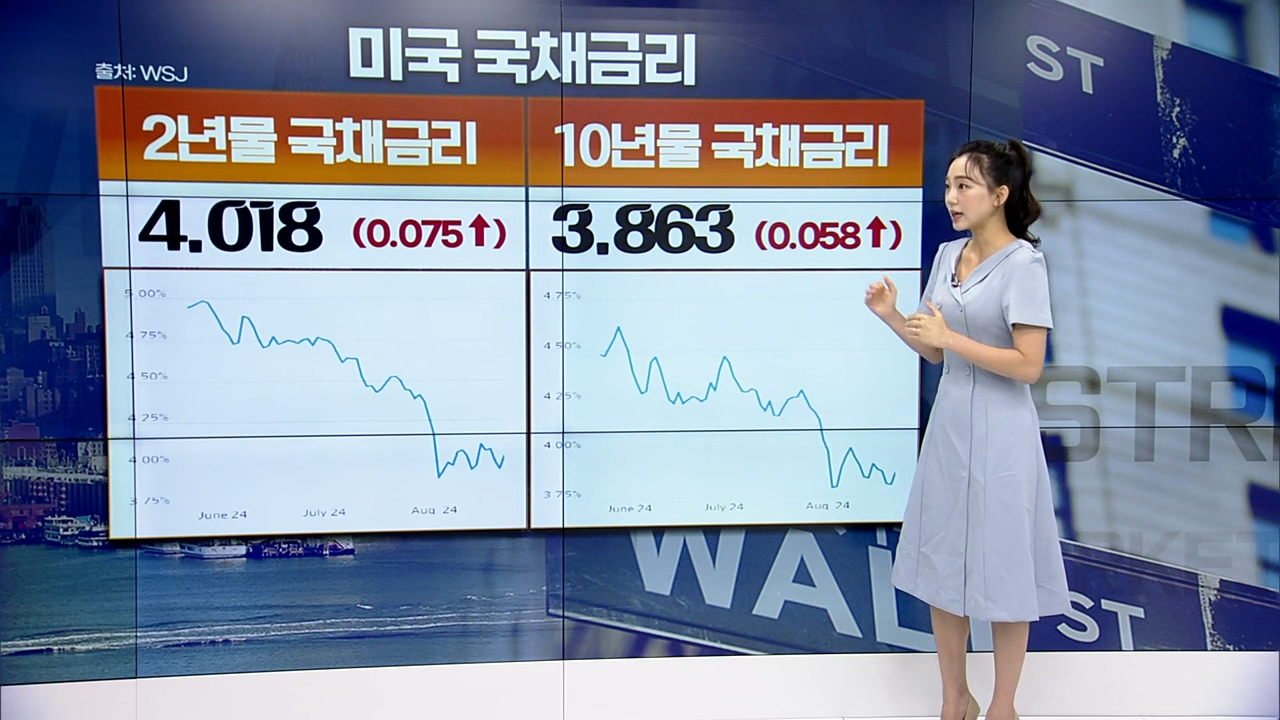 미국 국채금리
출처: WSJ
2년물 국채금리
10년물 국채금리
4.018 (0.075⬆)
3.863 (0.058⬆)
5.00%
4.75%
4.50%
4.25%
4.00%
3.75%
June 24 July 24 Aug 24
4.75%
4.50%
4.25%
4.00%
3.75%
June 24 July 24 Aug 24
ST
STRE
WALL
ST